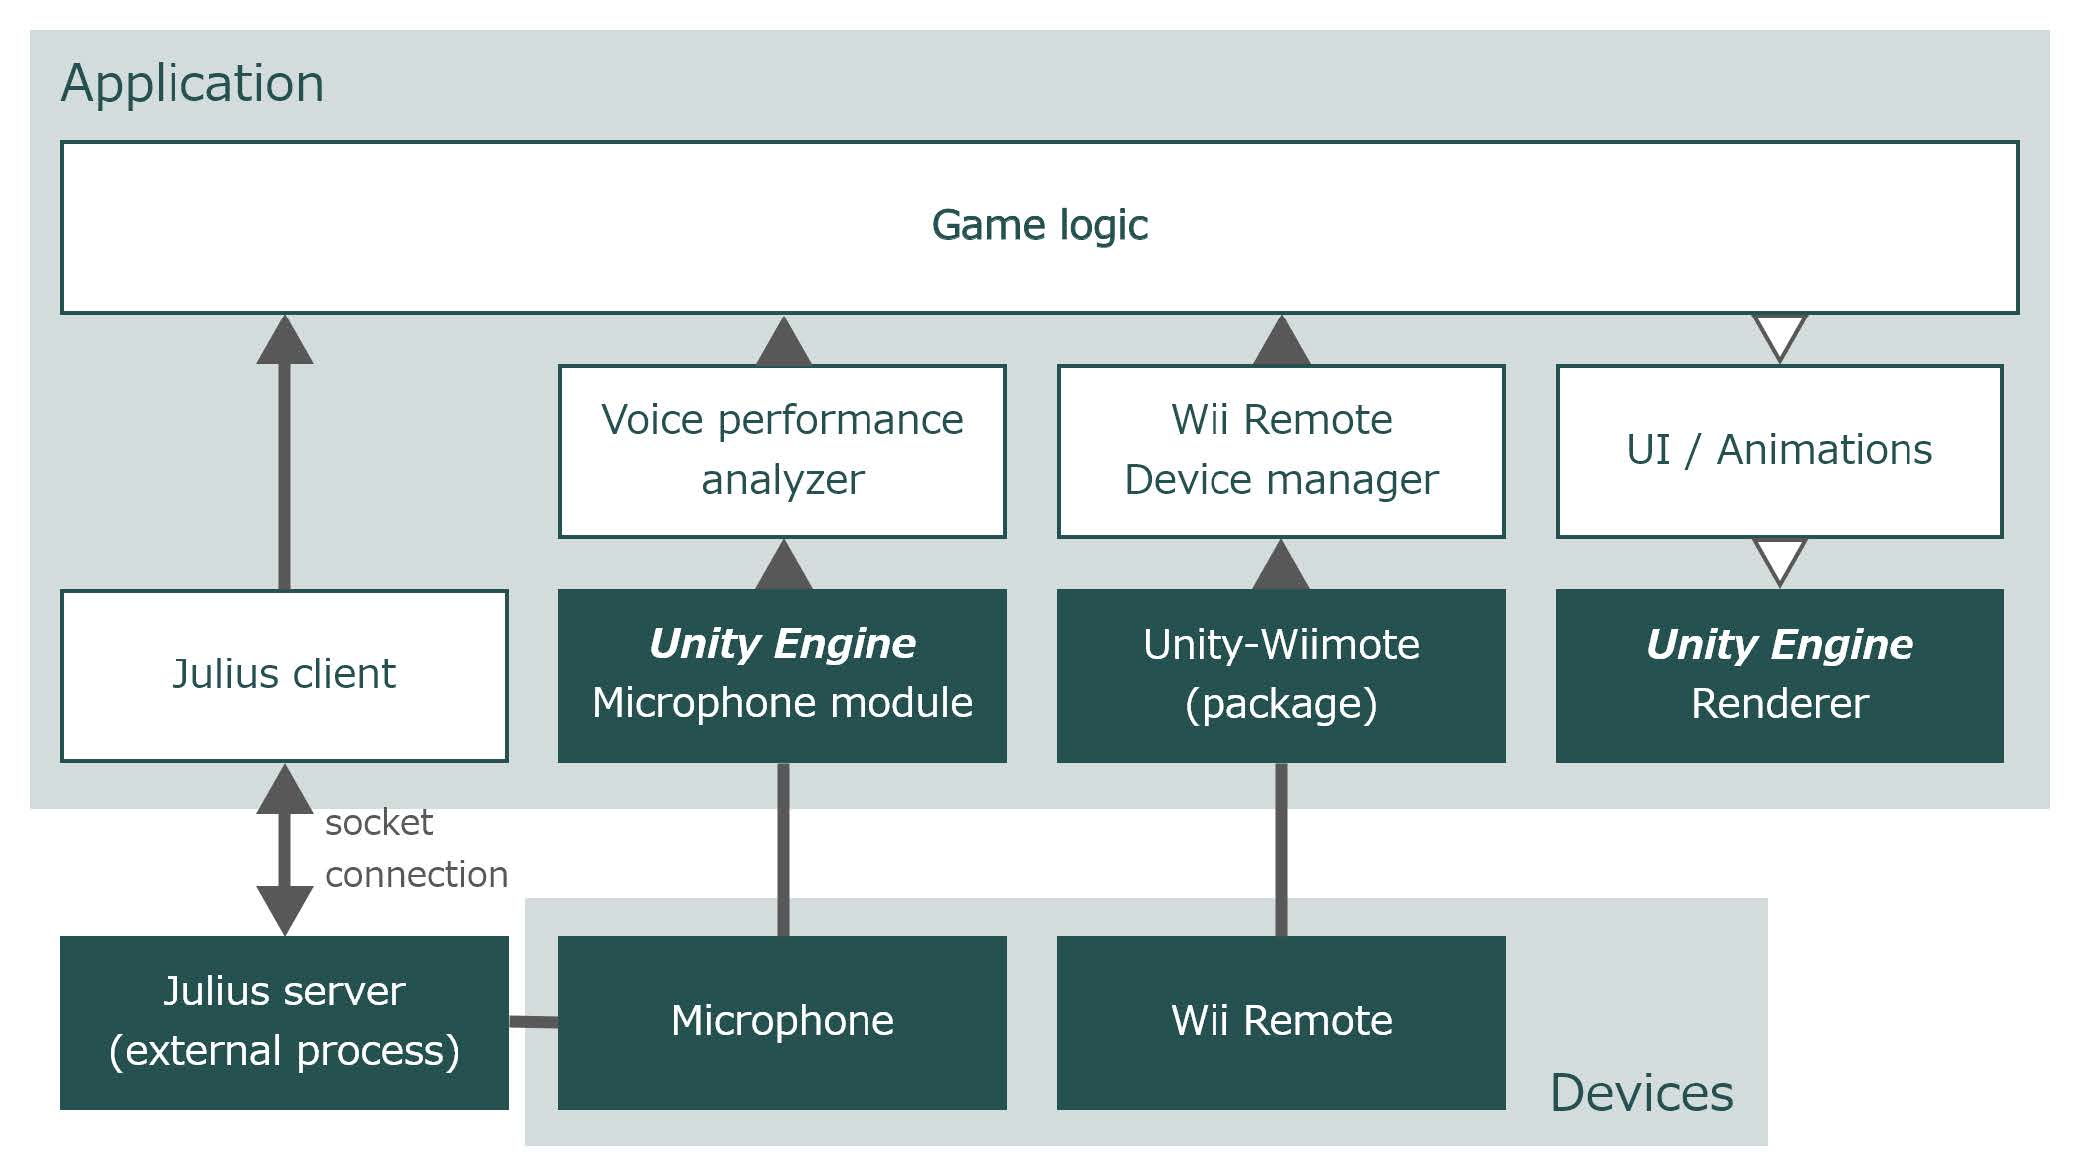 Application
Game logic
Voice performance
analyzer
Wii Remote
Device manager
UI / Animations
Julius client
Unity Engine
Microphone module
Unity-Wiimote
(package)
Unity Engine
Renderer
socket
connection
Julius server
(external process)
Microphone
Wii Remote
Devices